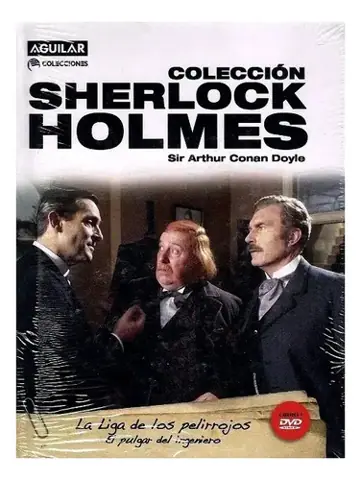 AGUILAR
COLECCIONES
COLECCIÓN
SHERLOCK
HOLMES
Sir Arthur Conan Doyle
La Liga de los pelirrojos
El pulgar del ingeniero
LIBRO +
DVD